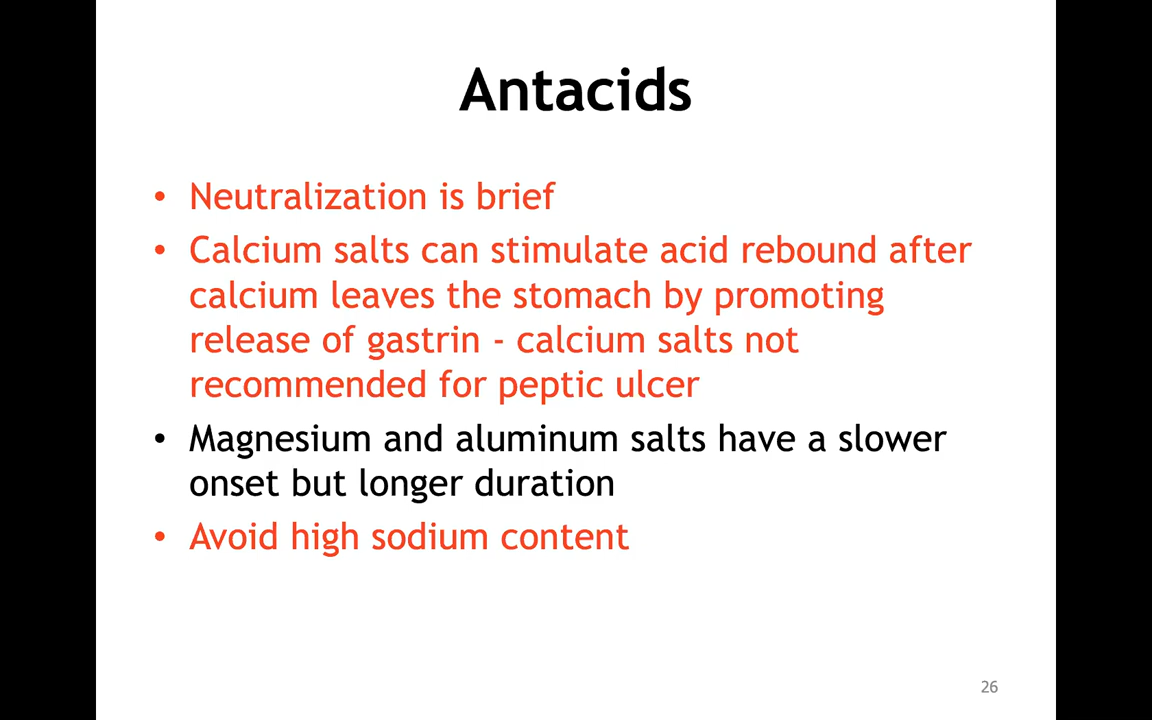 Antacids
• Neutralization is brief
• Calcium salts can stimulate acid rebound after
calcium leaves the stomach by promoting
release of gastrin - calcium salts not
recommended for peptic ulcer
• Magnesium and aluminum salts have a slower
onset but longer duration
• Avoid high sodium content
26